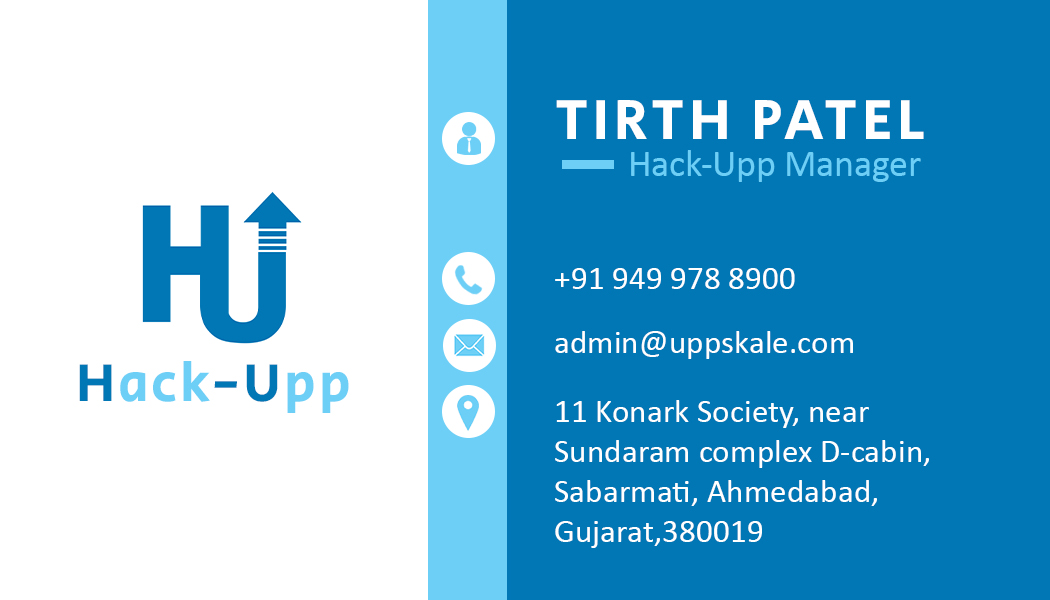 HU
Hack-Upp
TIRTH PATEL
Hack-Upp Manager
+91 949 978 8900
admin@uppskale.com
11 Konark Society, near
Sundaram complex D-cabin,
Sabarmati, Ahmedabad,
Gujarat,380019